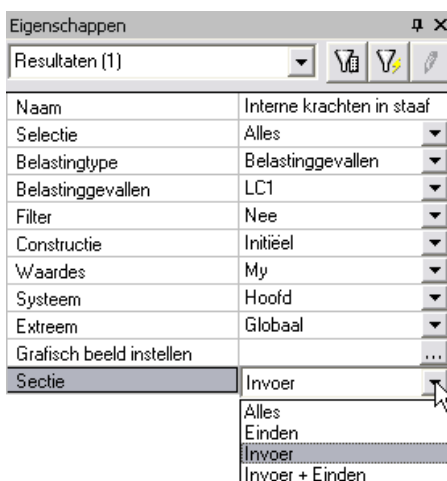 Eigenschappen
Resultaten (1)
Naam Interne krachten in staaf
Selectie Alles
Belastingtype Belastinggevallen
Belastinggevallen LC1
Filter Nee
Constructie Initiëel
Waardes My
Systeem Hoofd
Extreem Globaal
Grafisch beeld instellen ...
Sectie Invoer
Alles
Einden
Invoer
Invoer + Einden